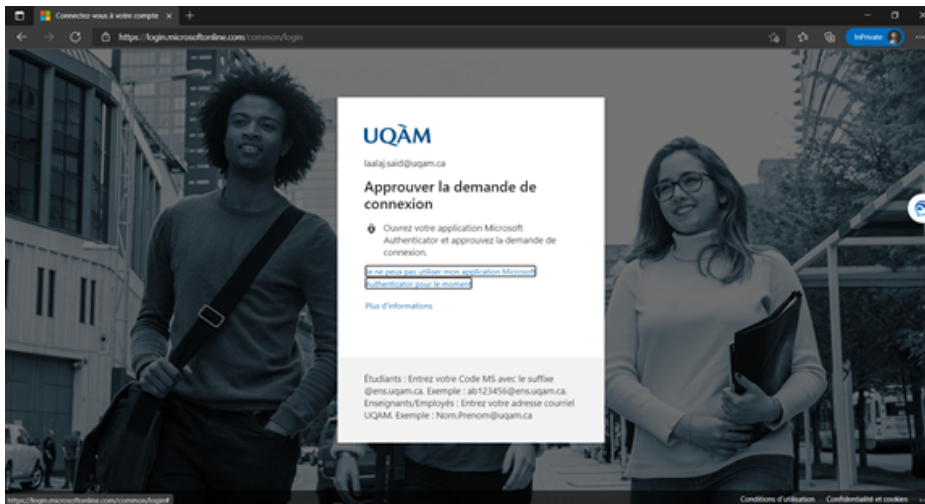 Connectez-vous à votre compte
https://login.microsoftonline.com/common/login
InPrivate
UQÀM
laalaj.said@uqam.ca
Approuver la demande de
connexion
Ouvrez votre application Microsoft
Authenticator et approuvez la demande de
connexion.
Je ne peux pas utiliser mon application Microsoft
Authenticator pour le moment
Plus d'informations
Étudiants : Entrez votre Code MS avec le suffixe
@ens.uqam.ca. Exemple : ab123456@ens.uqam.ca.
Enseignants/Employés : Entrez votre adresse courriel
UQAM. Exemple : Nom.Prenom@uqam.ca
https://login.microsoftonline.com/common/login#
Conditions d'utilisation Confidentialité et cookies